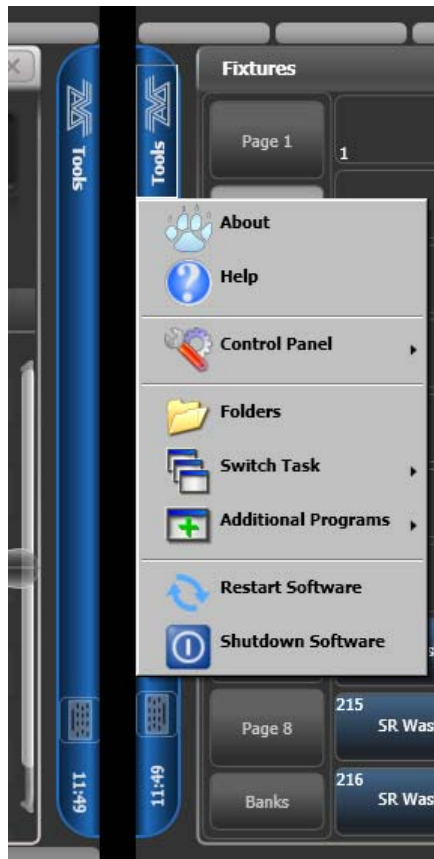 Tools
11:49
Tools
11:49
Fixtures
Page 1
1
About
Help
Control Panel
Folders
Switch Task
Additional Programs
Restart Software
Shutdown Software
Page 8
215
SR Was
Banks
216
SR Was